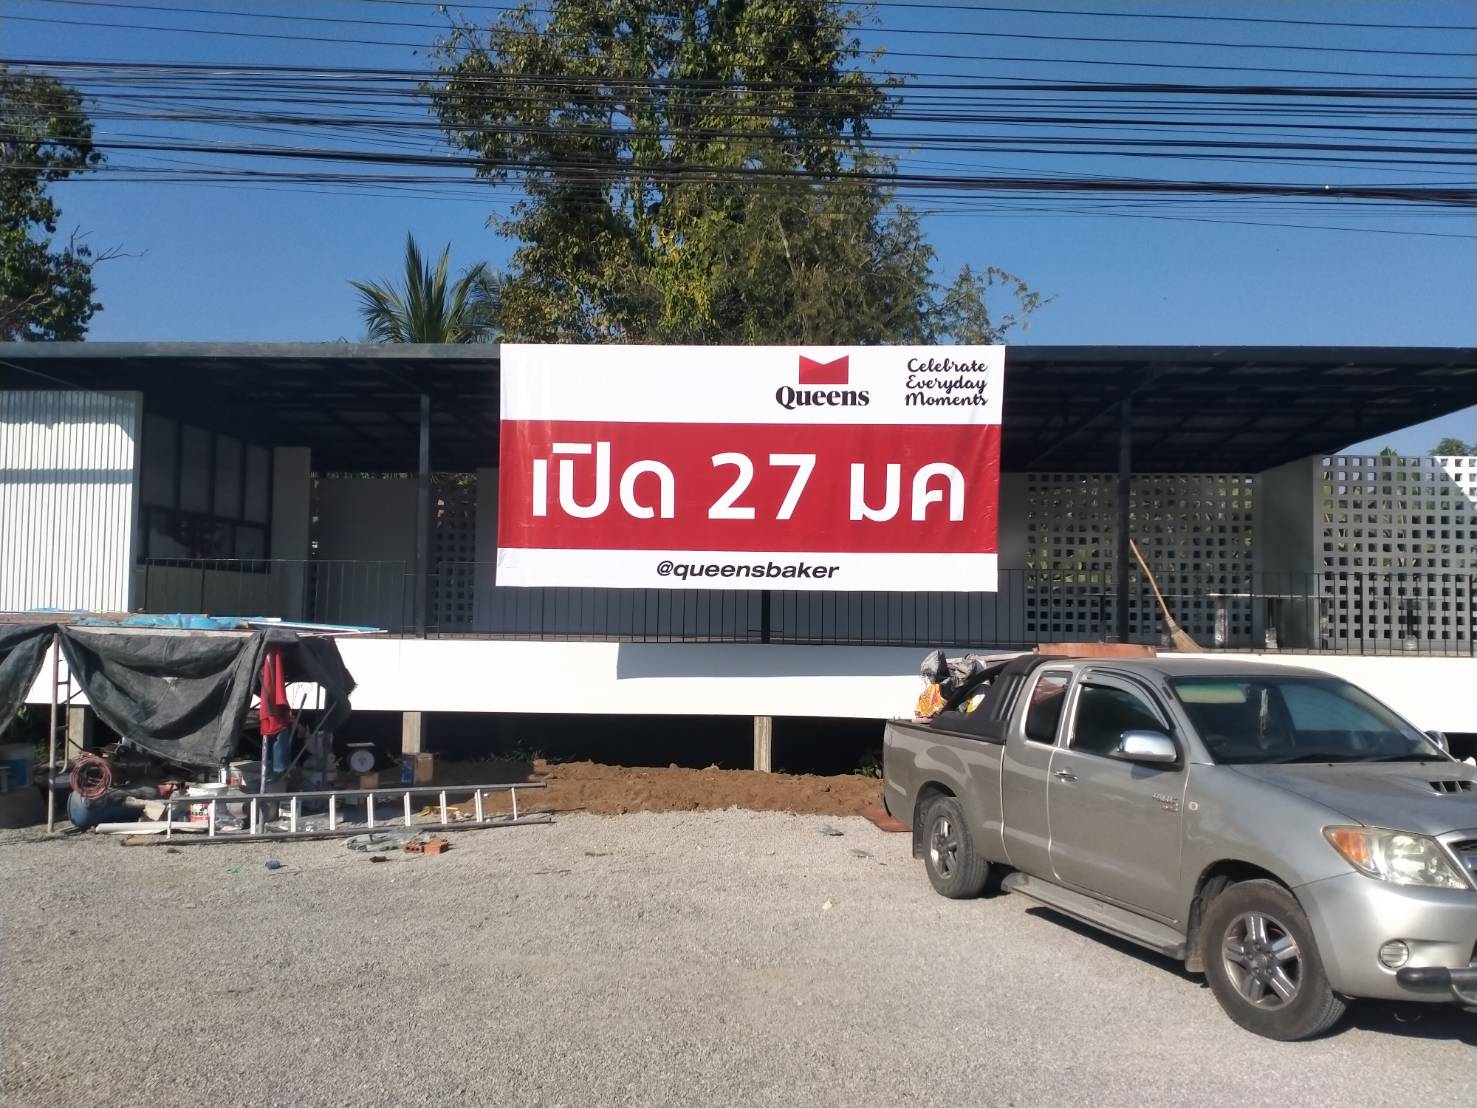 Queens
Celebrate
Everyday
Moments
เปิด 27 มค
@queensbaker